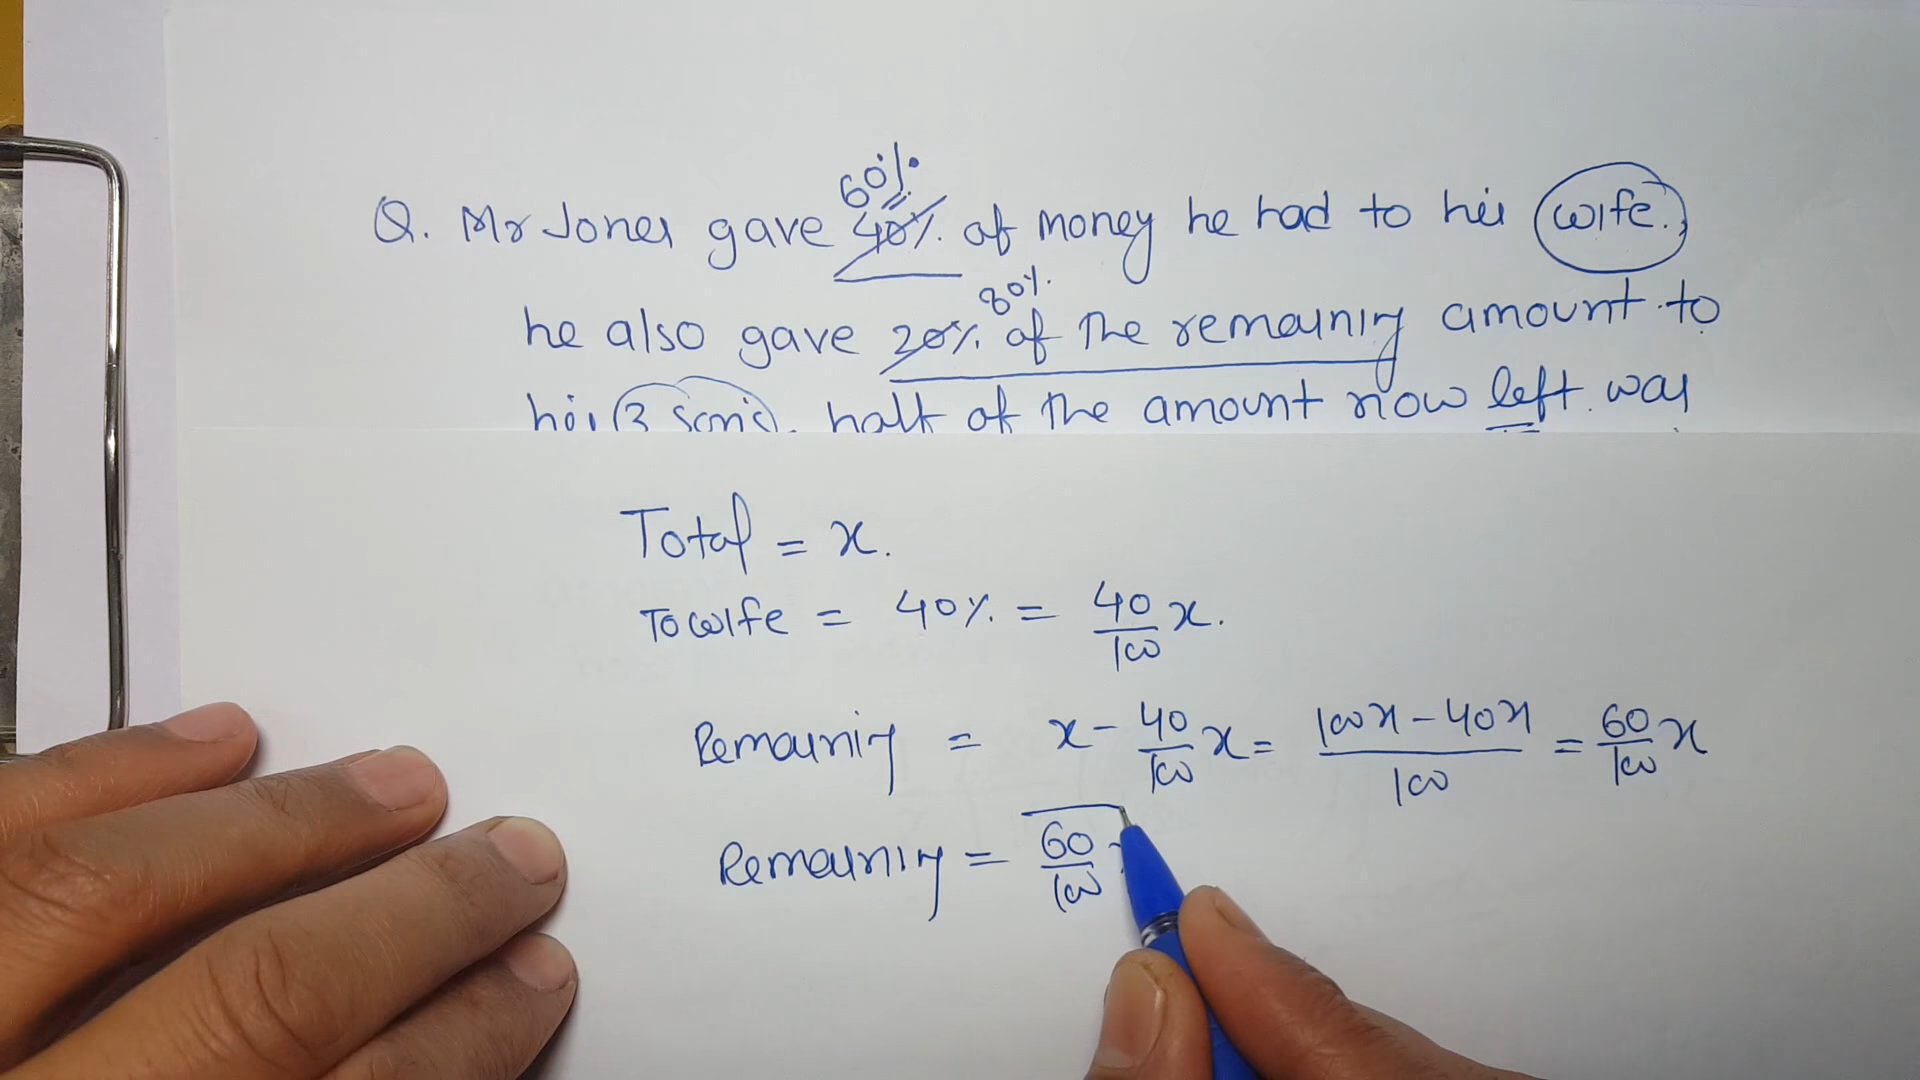 60%
Q. Mr Jones gave 40% of money he had to his wife.
80%
he also gave 20% of the remaining amount to
his 3 son's. half of the amount now left was
Total = x.
To wife = 40% = 40/100 x.
Remaining = x - 40/100 x = 100x - 40x/100 = 60/100 x
Remaining = 60/100